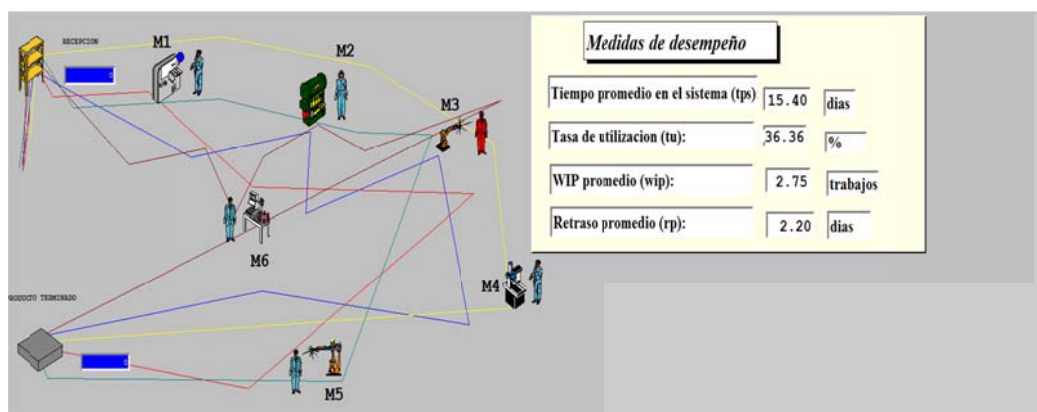 RECEPCION
M1
M2
M3
M6
M4
PRODUCTO TERMINADO
M5
Medidas de desempeño
Tiempo promedio en el sistema (tps) 15.40 dias
Tasa de utilizacion (tu): 36.36 %
WIP promedio (wip): 2.75 trabajos
Retraso promedio (rp): 2.20 dias